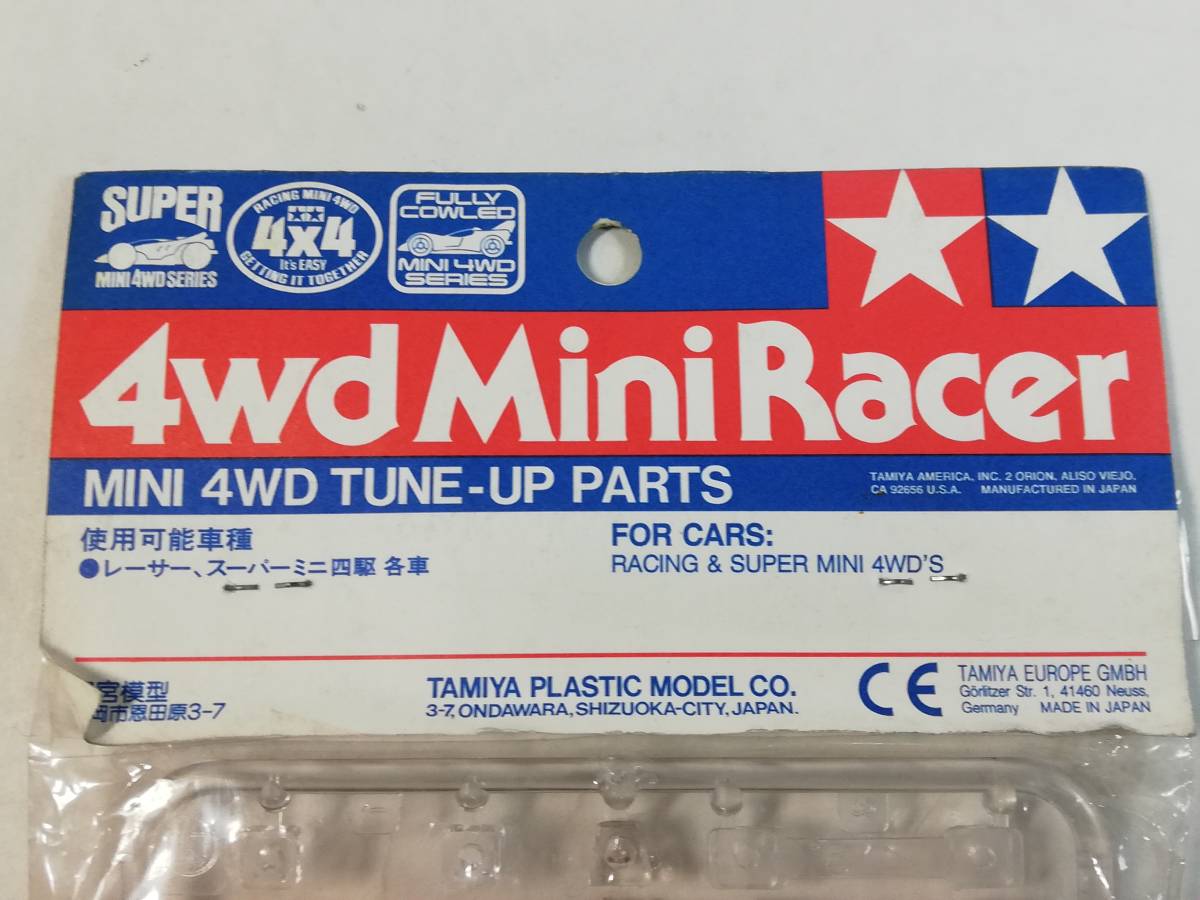 SUPER
MINI 4WD SERIES
RACING MINI 4WD
4x4
It's EASY
GETTING IT TOGETHER
FULLY
COWLED
MINI 4WD
SERIES
4wd Mini Racer
MINI 4WD TUNE-UP PARTS
TAMIYA AMERICA, INC. 2 ORION, ALISO VIEJO,
CA 92656 U.S.A. MANUFACTURED IN JAPAN
使用可能車種
●レーサー、スーパーミニ四駆 各車
FOR CARS:
RACING & SUPER MINI 4WD'S
宮模型
岡市恩田原3-7
TAMIYA PLASTIC MODEL CO.
3-7, ONDAWARA, SHIZUOKA-CITY, JAPAN.
CE
TAMIYA EUROPE GMBH
Görlitzer Str. 1, 41460 Neuss,
Germany MADE IN JAPAN